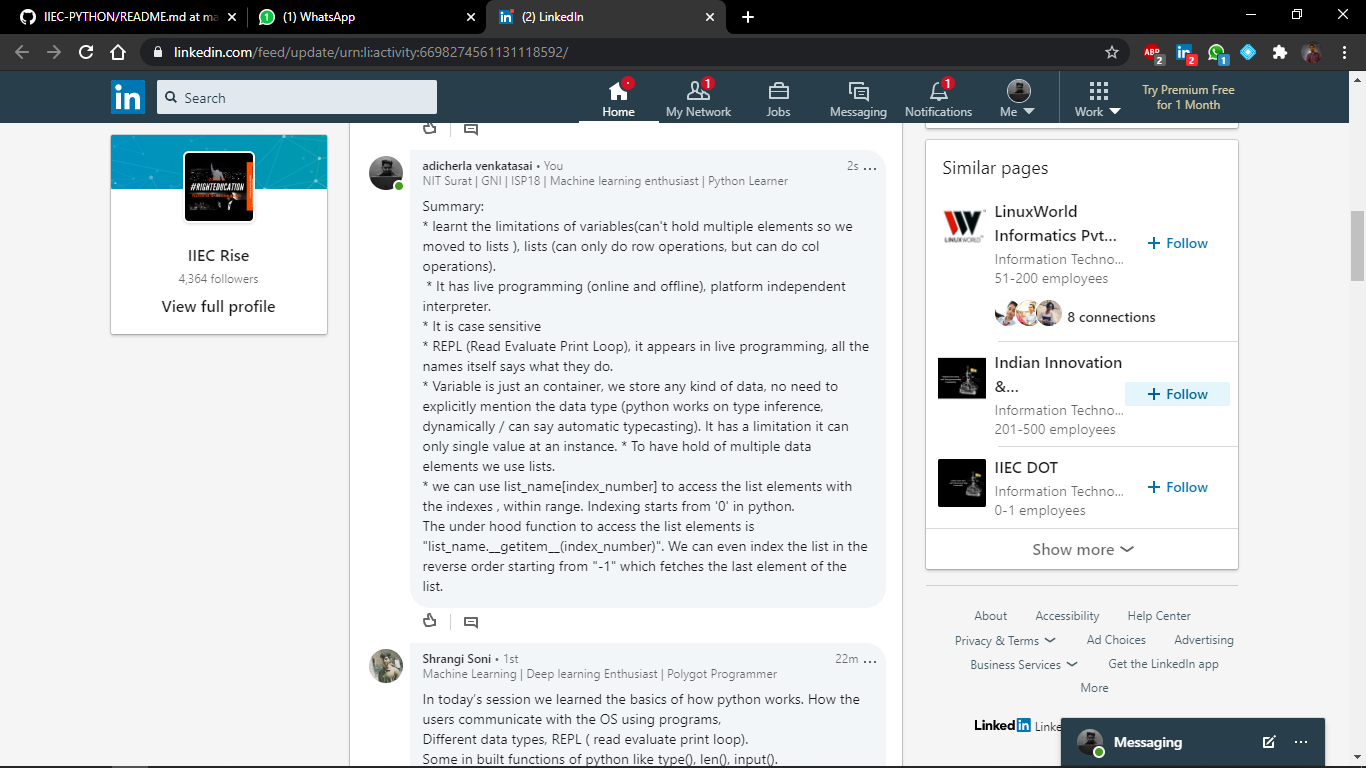 IIEC-PYTHON/README.md at ma
(1) WhatsApp
(2) LinkedIn
linkedin.com/feed/update/urn:li:activity:6698274561131118592/
ABP
2
2
1
in
Search
Home
1
My Network
Jobs
Messaging
1
Notifications
Me
Work
Try Premium Free
for 1 Month
#RIGHTEDUCATION
IIEC Rise
4,364 followers
View full profile
adicherla venkatasai • You
2s
NIT Surat | GNI | ISP18 | Machine learning enthusiast | Python Learner
Summary:
* learnt the limitations of variables(can't hold multiple elements so we
moved to lists ), lists (can only do row operations, but can do col
operations).
* It has live programming (online and offline), platform independent
interpreter.
* It is case sensitive
* REPL (Read Evaluate Print Loop), it appears in live programming, all the
names itself says what they do.
* Variable is just an container, we store any kind of data, no need to
explicitly mention the data type (python works on type inference,
dynamically / can say automatic typecasting). It has a limitation it can
only single value at an instance. * To have hold of multiple data
elements we use lists.
* we can use list_name[index_number] to access the list elements with
the indexes , within range. Indexing starts from '0' in python.
The under hood function to access the list elements is
"list_name.__getitem__(index_number)". We can even index the list in the
reverse order starting from "-1" which fetches the last element of the
list.
Shrangi Soni • 1st
22m
Machine Learning | Deep learning Enthusiast | Polygot Programmer
In today's session we learned the basics of how python works. How the
users communicate with the OS using programs,
Different data types, REPL ( read evaluate print loop).
Some in built functions of python like type(), len(), input().
Similar pages
LINUXWORLD
LinuxWorld
Informatics Pvt...
Information Techno...
51-200 employees
+ Follow
8 connections
Indian Innovation
&...
Information Techno...
201-500 employees
+ Follow
IIEC DOT
Information Techno...
0-1 employees
+ Follow
Show more
About
Accessibility
Help Center
Privacy & Terms
Ad Choices
Advertising
Business Services
Get the LinkedIn app
More
Linked in
Linke
Messaging